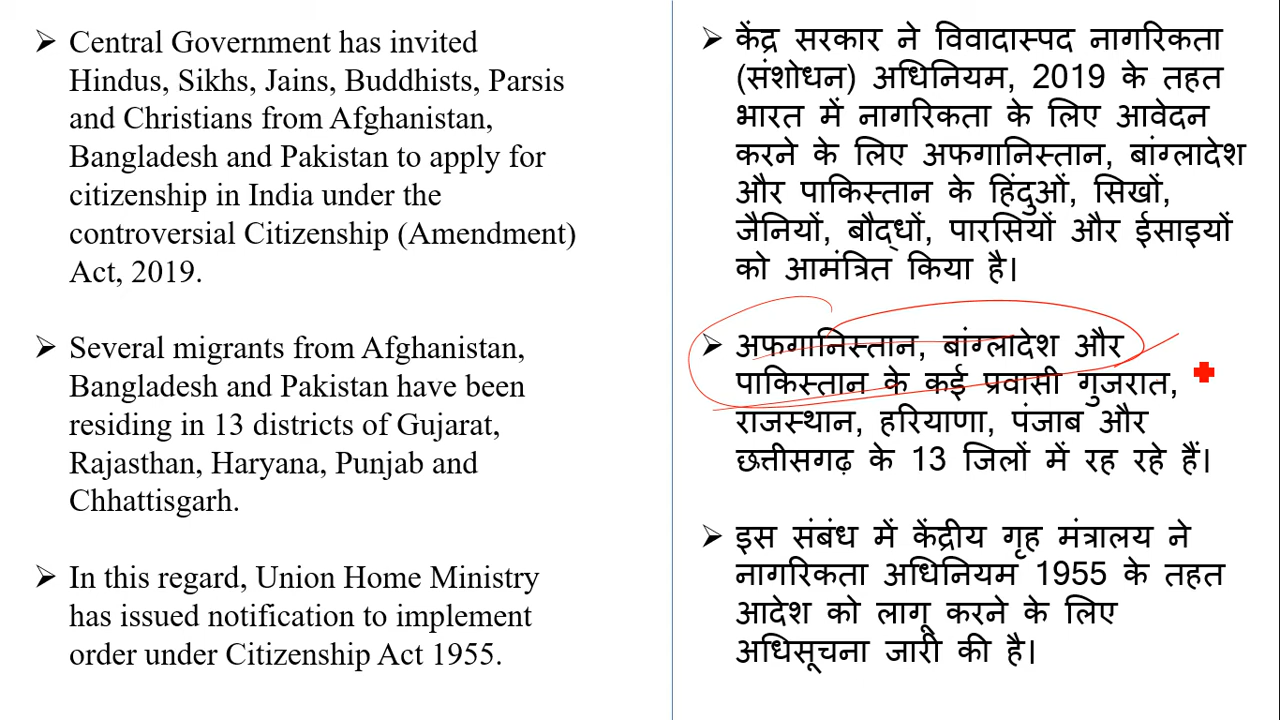 ➢ Central Government has invited
Hindus, Sikhs, Jains, Buddhists, Parsis
and Christians from Afghanistan,
Bangladesh and Pakistan to apply for
citizenship in India under the
controversial Citizenship (Amendment)
Act, 2019.
➢ Several migrants from Afghanistan,
Bangladesh and Pakistan have been
residing in 13 districts of Gujarat,
Rajasthan, Haryana, Punjab and
Chhattisgarh.
➢ In this regard, Union Home Ministry
has issued notification to implement
order under Citizenship Act 1955.
➢ केंद्र सरकार ने विवादास्पद नागरिकता
(संशोधन) अधिनियम, 2019 के तहत
भारत में नागरिकता के लिए आवेदन
करने के लिए अफगानिस्तान, बांग्लादेश
और पाकिस्तान के हिंदुओं, सिखों,
जैनियों, बौद्धों, पारसियों और ईसाइयों
को आमंत्रित किया है।
➢ अफगानिस्तान, बांग्लादेश और
पाकिस्तान के कई प्रवासी गुजरात,
राजस्थान, हरियाणा, पंजाब और
छत्तीसगढ़ के 13 जिलों में रह रहे हैं।
➢ इस संबंध में केंद्रीय गृह मंत्रालय ने
नागरिकता अधिनियम 1955 के तहत
आदेश को लागू करने के लिए
अधिसूचना जारी की है।